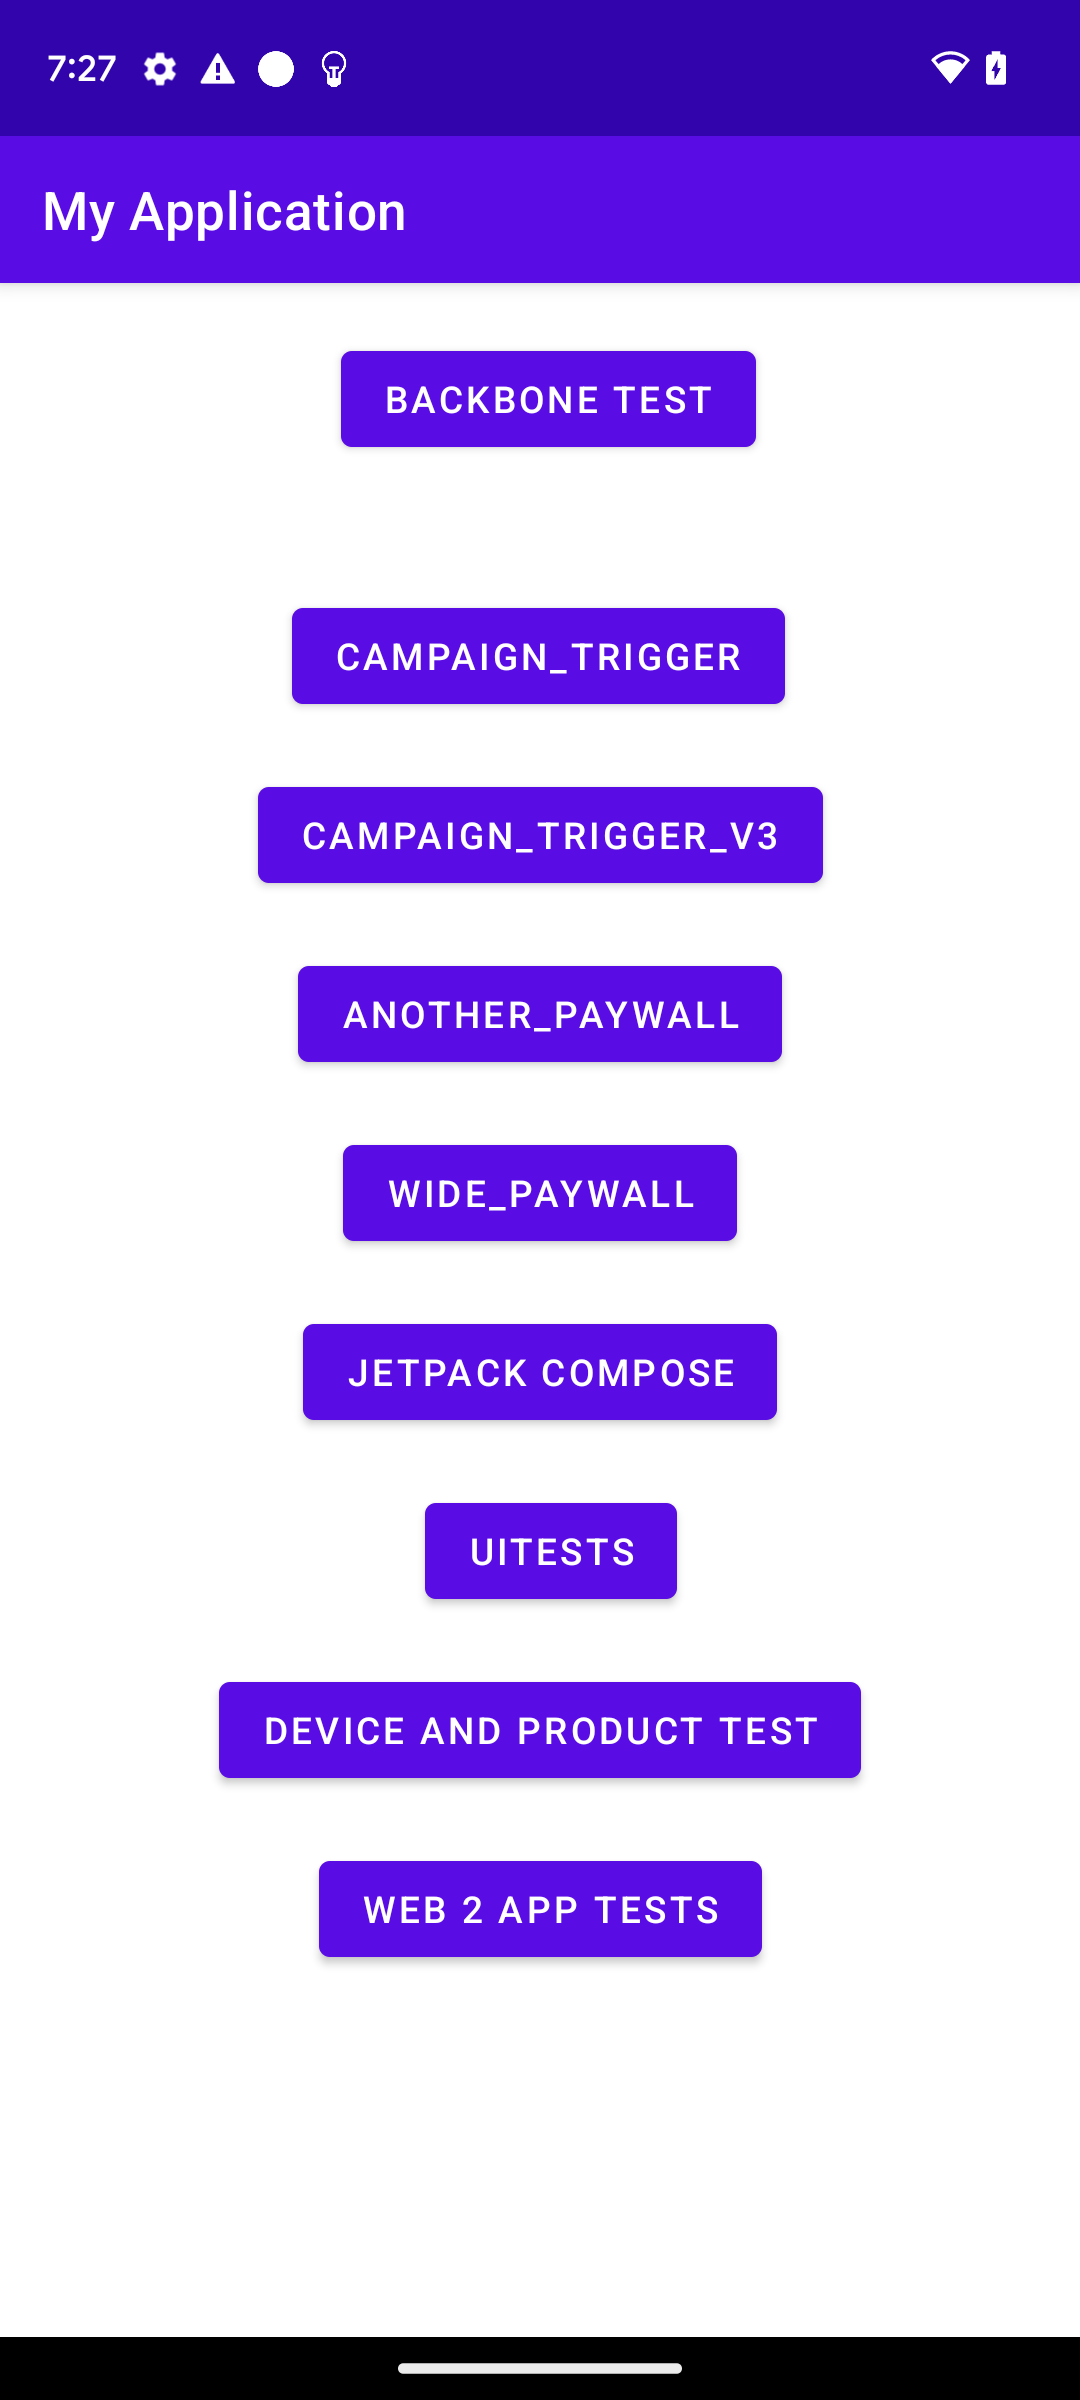 7:27
My Application
BACKBONE TEST
CAMPAIGN_TRIGGER
CAMPAIGN_TRIGGER_V3
ANOTHER_PAYWALL
WIDE_PAYWALL
JETPACK COMPOSE
UITESTS
DEVICE AND PRODUCT TEST
WEB 2 APP TESTS